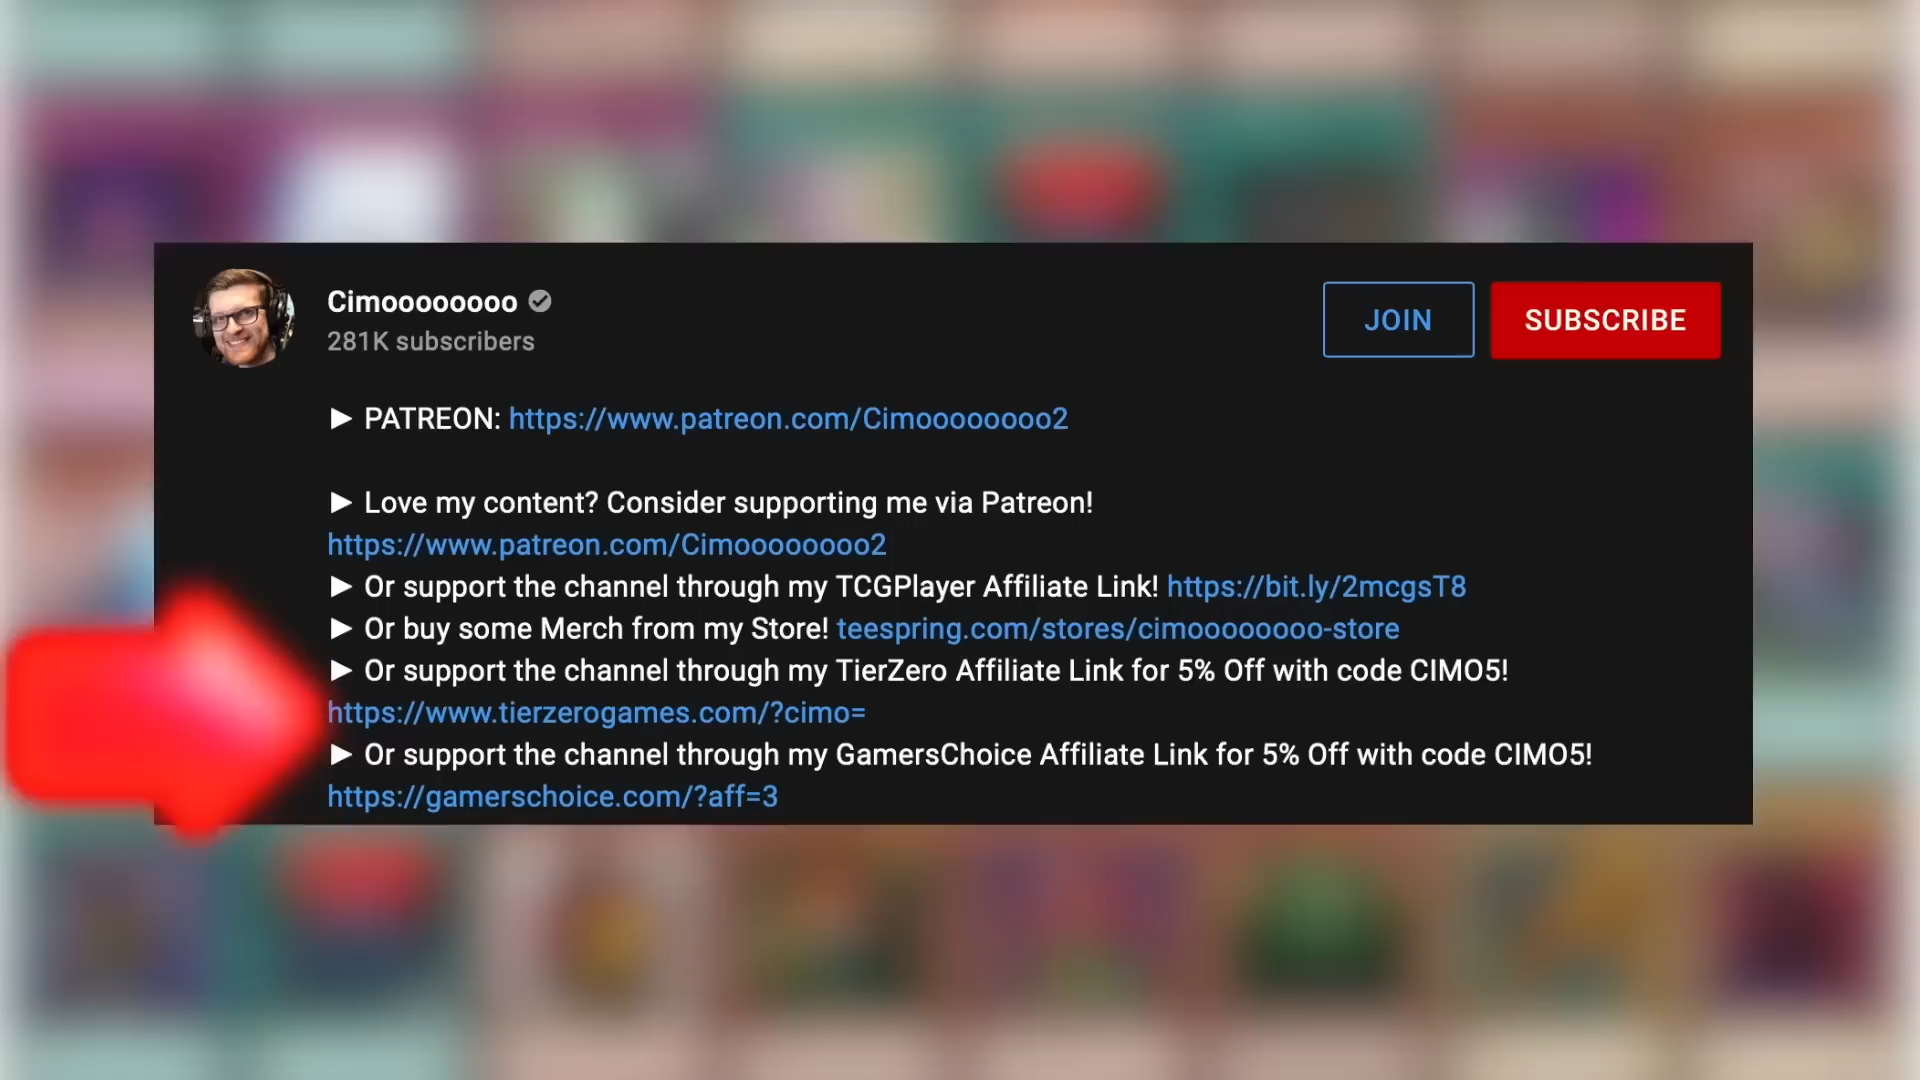 Cimoooooooo
281K subscribers
JOIN
SUBSCRIBE
► PATREON: https://www.patreon.com/Cimoooooooo2
► Love my content? Consider supporting me via Patreon!
https://www.patreon.com/Cimoooooooo2
► Or support the channel through my TCGPlayer Affiliate Link! https://bit.ly/2mcgsT8
► Or buy some Merch from my Store! teespring.com/stores/cimoooooooo-store
► Or support the channel through my TierZero Affiliate Link for 5% Off with code CIMO5!
https://www.tierzerogames.com/?cimo=
► Or support the channel through my GamersChoice Affiliate Link for 5% Off with code CIMO5!
https://gamerschoice.com/?aff=3